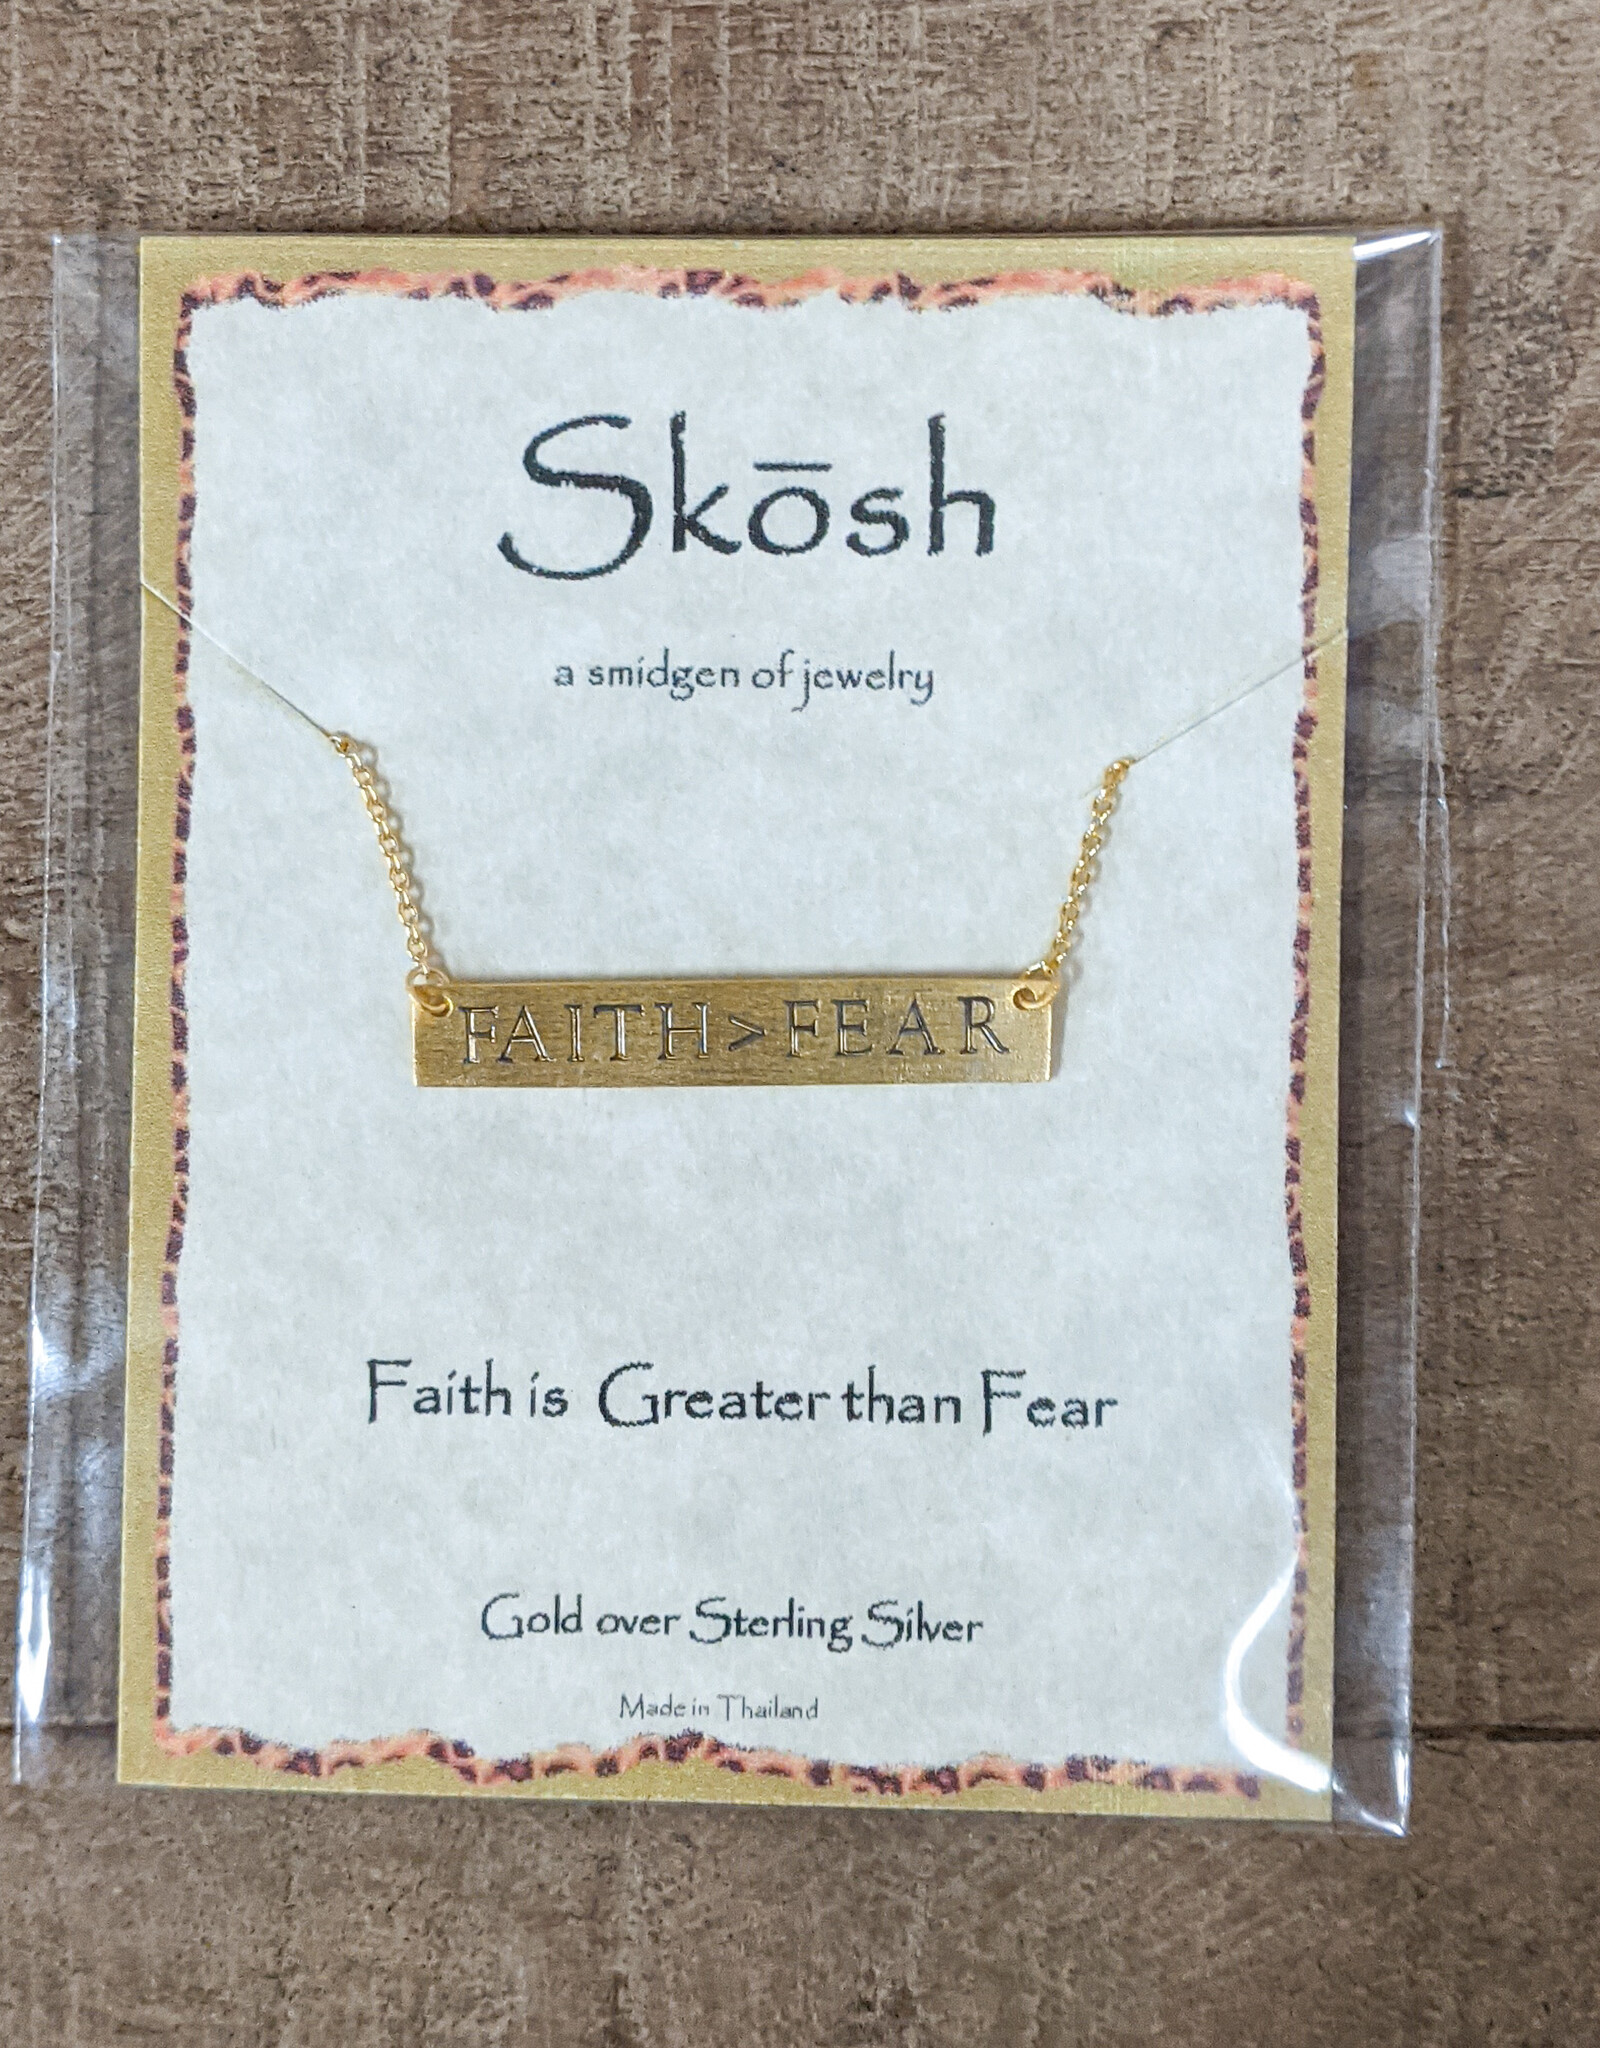 Skōsh
a smidgen of jewelry
FAITH > FEAR
Faith is Greater than Fear
Gold over Sterling Silver
Made in Thailand